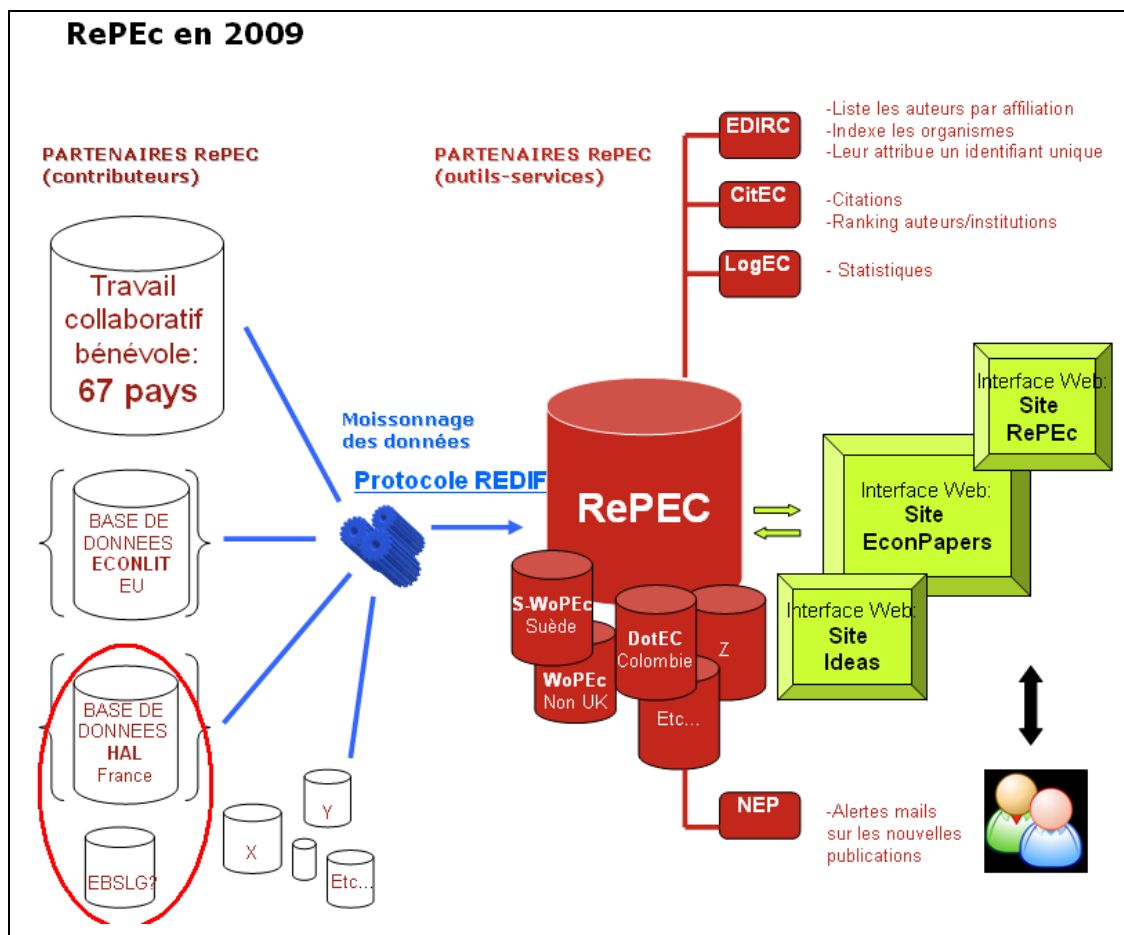 RePEc en 2009
PARTENAIRES RePEC
(contributeurs)
Travail
collaboratif
bénévole:
67 pays
BASE DE
DONNEES
ECONLIT
EU
BASE DE
DONNEES
HAL
France
EBSLG?
X
Y
Etc...
Moissonnage
des données
Protocole REDIF
PARTENAIRES RePEC
(outils-services)
EDIRC
-Liste les auteurs par affiliation
-Indexe les organismes
-Leur attribue un identifiant unique
CitEC
-Citations
-Ranking auteurs/institutions
LogEC
- Statistiques
RePEC
S-WoPEc
Suède
WoPEc
Non UK
DotEC
Colombie
Z
Etc...
NEP
-Alertes mails
sur les nouvelles
publications
Interface Web:
Site
RePEc
Interface Web:
Site
EconPapers
Interface Web:
Site
Ideas